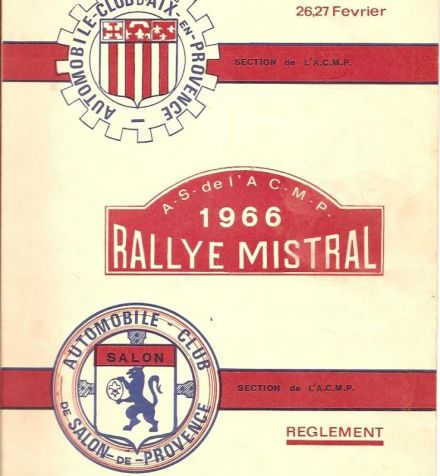 26,27 Fevrier
AUTOMOBILE-CLUB D'AIX-EN-PROVENCE
SECTION de L'A.C.M.P.
A-S-de l'A C-M-P-
1966
RALLYE MISTRAL
AUTOMOBILE - CLUB
SALON
DE SALON-DE-PROVENCE
SECTION de L'A.C.M.P.
REGLEMENT